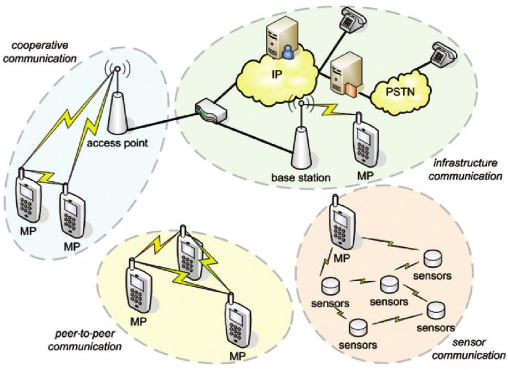 cooperative
communication
access point
MP
MP
IP
PSTN
base station
MP
infrastructure
communication
MP
MP
peer-to-peer
communication
MP
sensors
sensors
sensors
sensors
sensors
sensor
communication